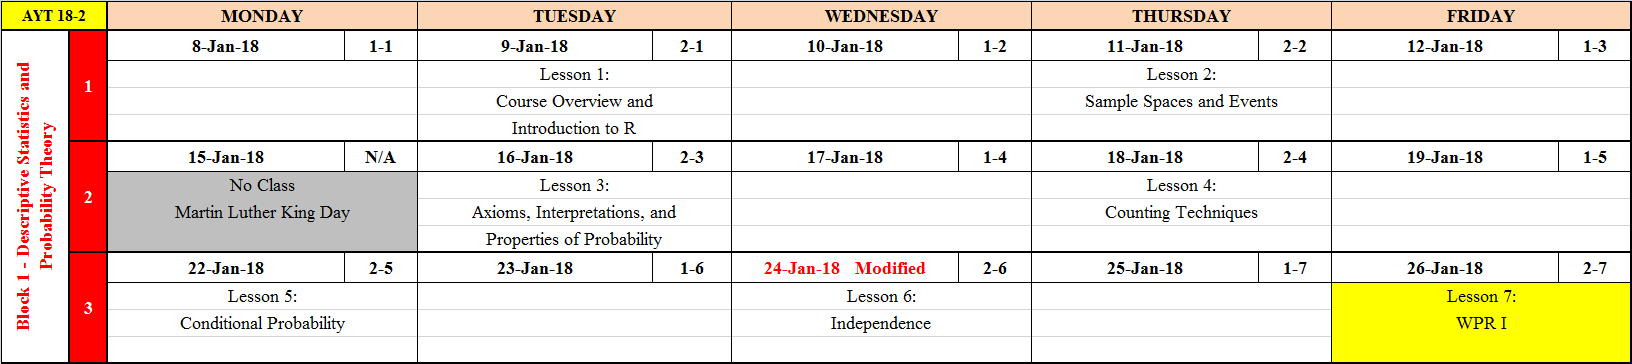 AYT 18-2 MONDAY TUESDAY WEDNESDAY THURSDAY FRIDAY
Block 1 - Descriptive Statistics and
Probability Theory
1
8-Jan-18 1-1 9-Jan-18 2-1 10-Jan-18 1-2 11-Jan-18 2-2 12-Jan-18 1-3
Lesson 1: Lesson 2:
Course Overview and Sample Spaces and Events
Introduction to R
2
15-Jan-18 N/A 16-Jan-18 2-3 17-Jan-18 1-4 18-Jan-18 2-4 19-Jan-18 1-5
No Class Lesson 3: Lesson 4:
Martin Luther King Day Axioms, Interpretations, and Counting Techniques
Properties of Probability
3
22-Jan-18 2-5 23-Jan-18 1-6 24-Jan-18 Modified 2-6 25-Jan-18 1-7 26-Jan-18 2-7
Lesson 5: Lesson 6: Lesson 7:
Conditional Probability Independence WPR I